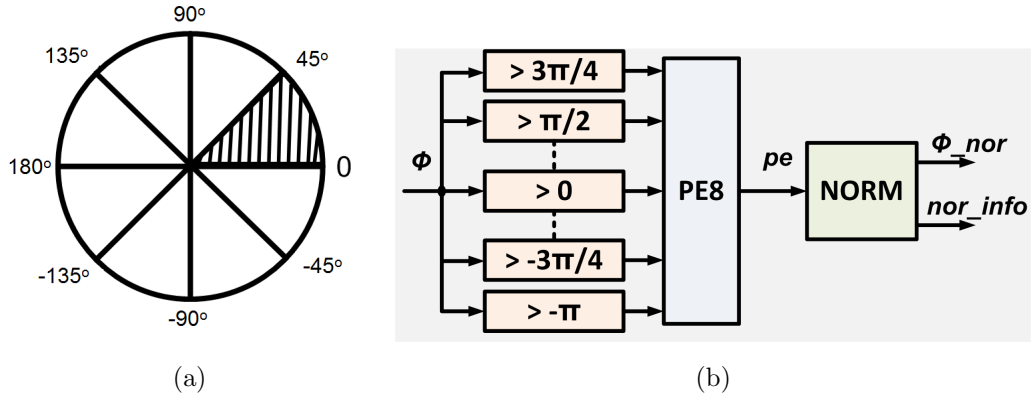 90°
135°
45°
180°
0
-135°
-45°
-90°
(a)
> 3π/4
> π/2
Φ
> 0
> -3π/4
> -π
PE8
pe
NORM
Φ_nor
nor_info
(b)